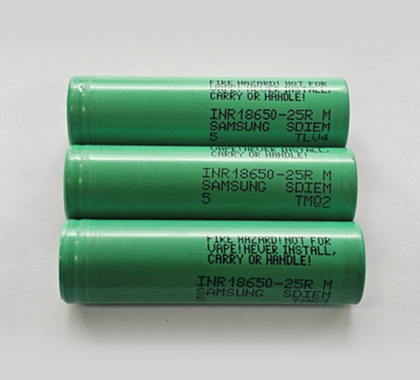 FIRE HAZARD! NOT FOR
VAPE! NEVER INSTALL,
CARRY OR HANDLE!
INR18650-25R M
SAMSUNG SDIEM
5 TLV4
VAPE! NEVER INSTALL,
CARRY OR HANDLE!
INR18650-25R M
SAMSUNG SDIEM
5 TMQ2
FIRE HAZARD! NOT FOR
VAPE! NEVER INSTALL,
CARRY OR HANDLE!
INR18650-25R M
SAMSUNG SDIEM
5